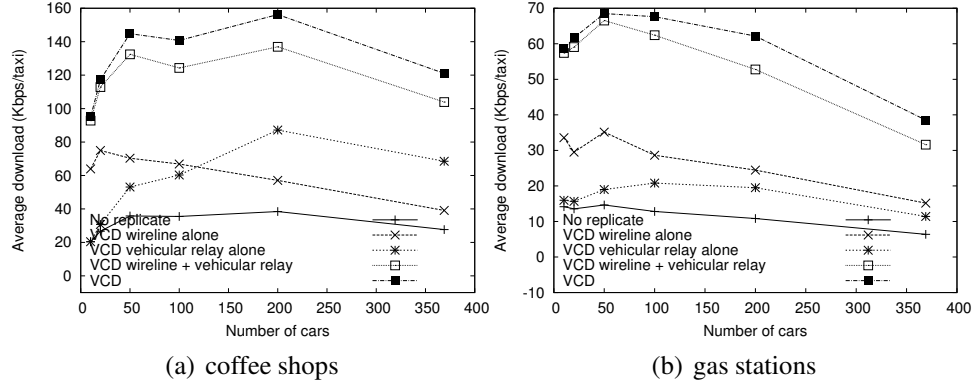 160
140
120
100
80
60
40
20
0
Average download (Kbps/taxi)
No replicate
VCD wireline alone
VCD vehicular relay alone
VCD wireline + vehicular relay
VCD
0 50 100 150 200 250 300 350 400
Number of cars
(a) coffee shops
70
60
50
40
30
20
10
0
-10
Average download (Kbps/taxi)
No replicate
VCD wireline alone
VCD vehicular relay alone
VCD wireline + vehicular relay
VCD
0 50 100 150 200 250 300 350 400
Number of cars
(b) gas stations